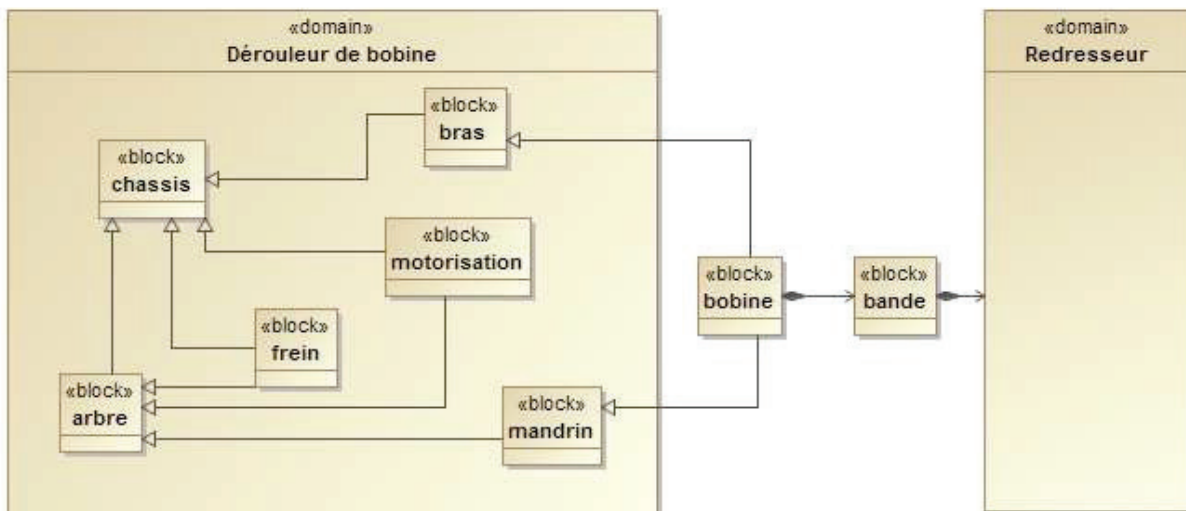 «domain»
Dérouleur de bobine
«domain»
Redresseur
«block»
bras
«block»
chassis
«block»
motorisation
«block»
bobine
«block»
bande
«block»
frein
«block»
arbre
«block»
mandrin